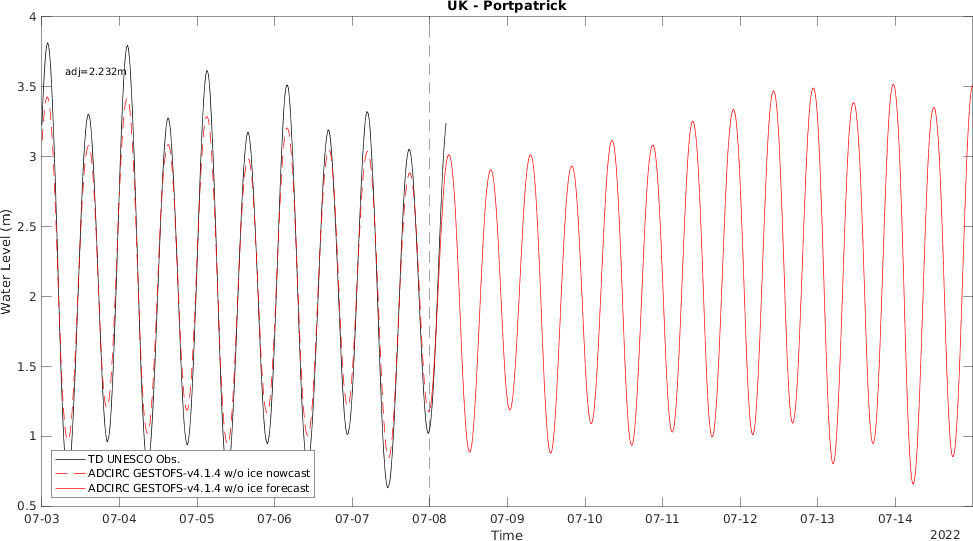 UK - Portpatrick
4
adj=2.232m
3.5
3
2.5
Water Level (m)
2
1.5
1
TD UNESCO Obs.
ADCIRC GESTOFS-v4.1.4 w/o ice nowcast
ADCIRC GESTOFS-v4.1.4 w/o ice forecast
0.5
07-03 07-04 07-05 07-06 07-07 07-08 07-09 07-10 07-11 07-12 07-13 07-14
Time
2022